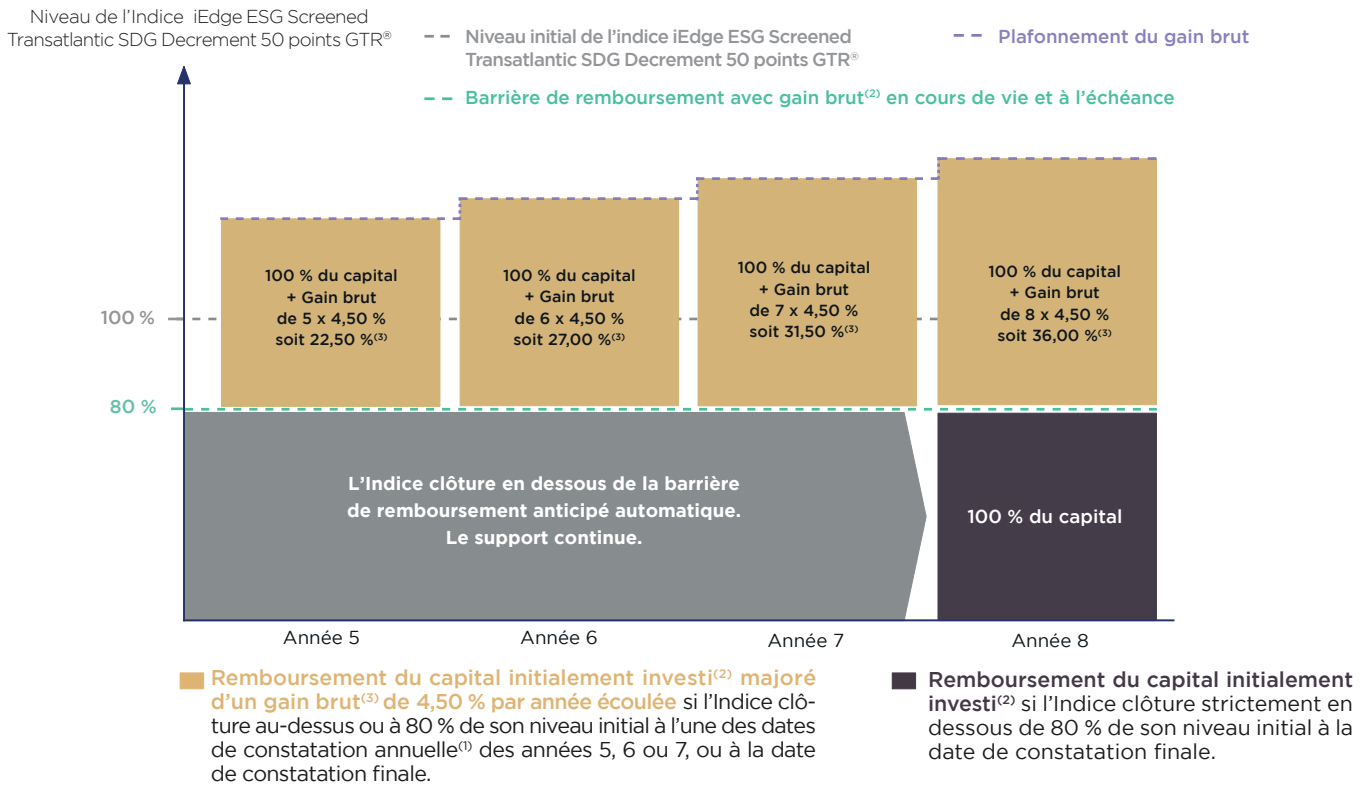 Niveau de l'Indice iEdge ESG Screened
Transatlantic SDG Decrement 50 points GTR®
Niveau initial de l'indice iEdge ESG Screened
Transatlantic SDG Decrement 50 points GTR®
Plafonnement du gain brut
Barrière de remboursement avec gain brut⁽²⁾ en cours de vie et à l'échéance
100 % du capital
+ Gain brut
de 5 x 4,50 %
soit 22,50 %⁽³⁾
100 % du capital
+ Gain brut
de 6 x 4,50 %
soit 27,00 %⁽³⁾
100 % du capital
+ Gain brut
de 7 x 4,50 %
soit 31,50 %⁽³⁾
100 % du capital
+ Gain brut
de 8 x 4,50 %
soit 36,00 %⁽³⁾
100 %
80 %
L'Indice clôture en dessous de la barrière
de remboursement anticipé automatique.
Le support continue.
100 % du capital
Année 5
Année 6
Année 7
Année 8
Remboursement du capital initialement investi⁽²⁾ majoré
d'un gain brut⁽³⁾ de 4,50 % par année écoulée si l'Indice clô-
ture au-dessus ou à 80 % de son niveau initial à l'une des dates
de constatation annuelle⁽¹⁾ des années 5, 6 ou 7, ou à la date
de constatation finale.
Remboursement du capital initialement
investi⁽²⁾ si l'Indice clôture strictement en
dessous de 80 % de son niveau initial à la
date de constatation finale.